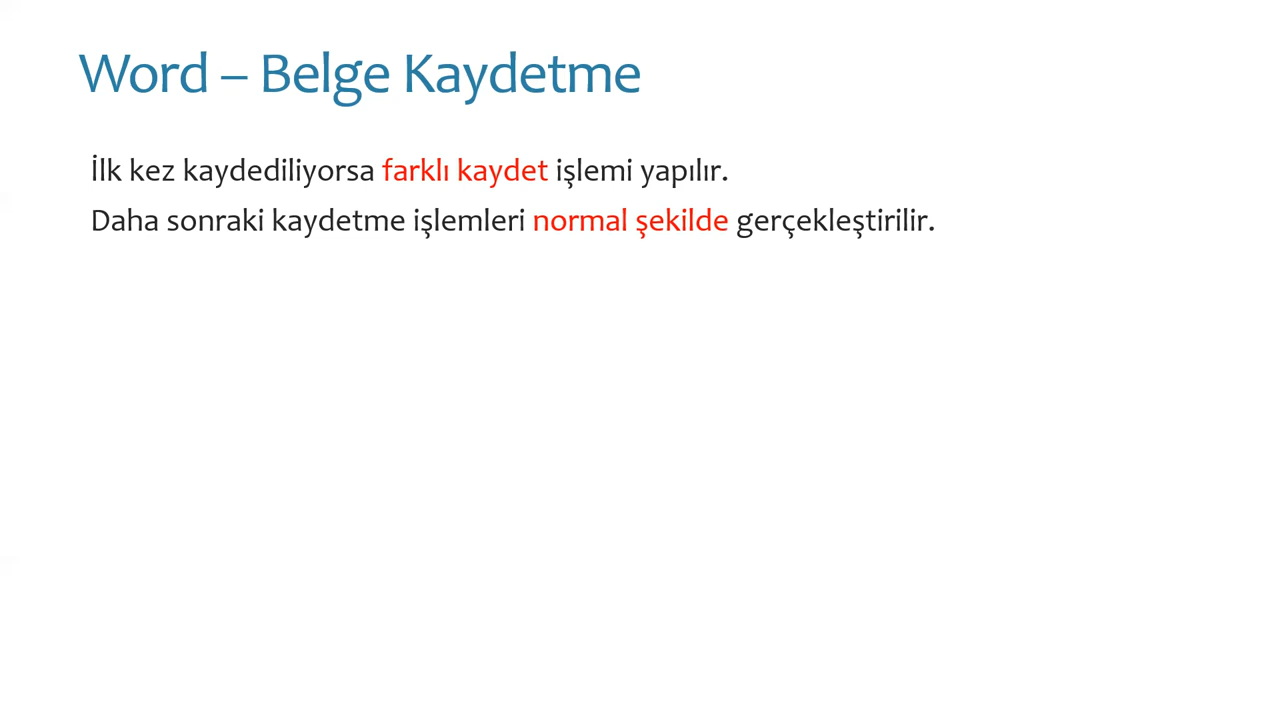 Word – Belge Kaydetme
İlk kez kaydediliyorsa farklı kaydet işlemi yapılır.
Daha sonraki kaydetme işlemleri normal şekilde gerçekleştirilir.